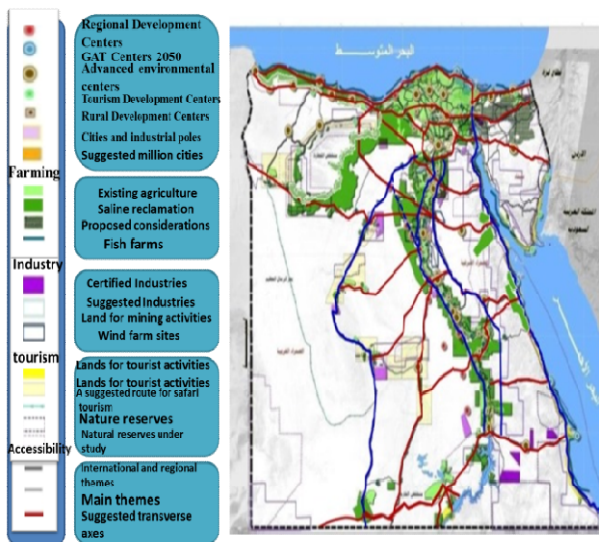 Regional Development
Centers
GAT Centers 2050
Advanced environmental
centers
Tourism Development Centers
Rural Development Centers
Cities and industrial poles
Suggested million cities
Farming
Existing agriculture
Saline reclamation
Proposed considerations
Fish farms
Industry
Certified Industries
Suggested Industries
Land for mining activities
Wind farm sites
tourism
Lands for tourist activities
Lands for tourist activities
A suggested route for safari
tourism
Nature reserves
Natural reserves under
study
Accessibility
International and regional
themes
Main themes
Suggested transverse
axes
البحر المتوسط
الصحراء الغربية